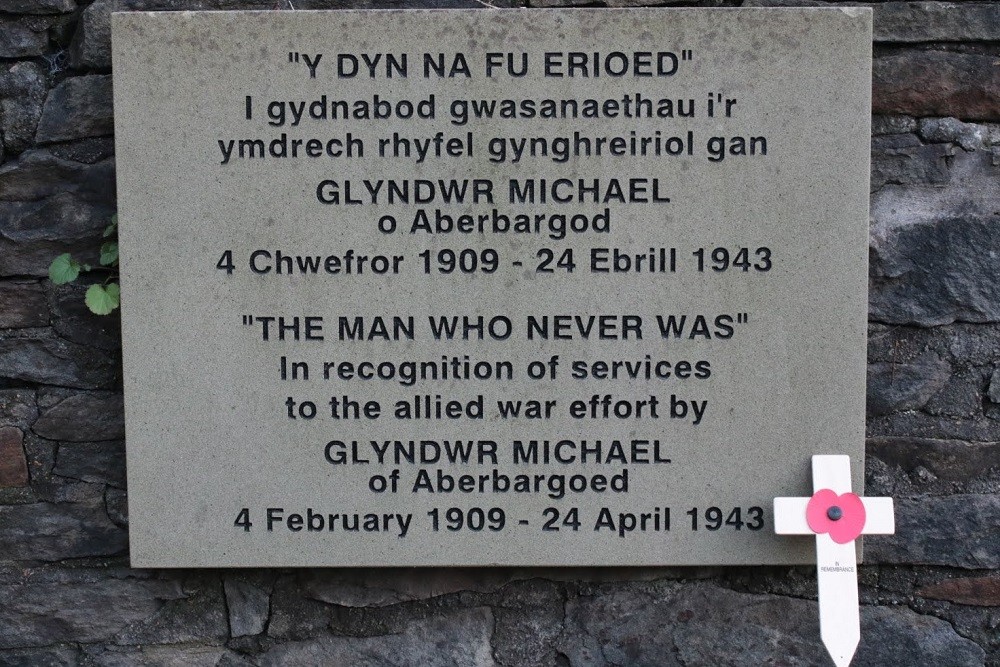 "Y DYN NA FU ERIOED"
I gydnabod gwasanaethau i'r
ymdrech rhyfel gynghreiriol gan
GLYNDWR MICHAEL
o Aberbargod
4 Chwefror 1909 - 24 Ebrill 1943
"THE MAN WHO NEVER WAS"
In recognition of services
to the allied war effort by
GLYNDWR MICHAEL
of Aberbargoed
4 February 1909 - 24 April 1943
IN
REMEMBRANCE